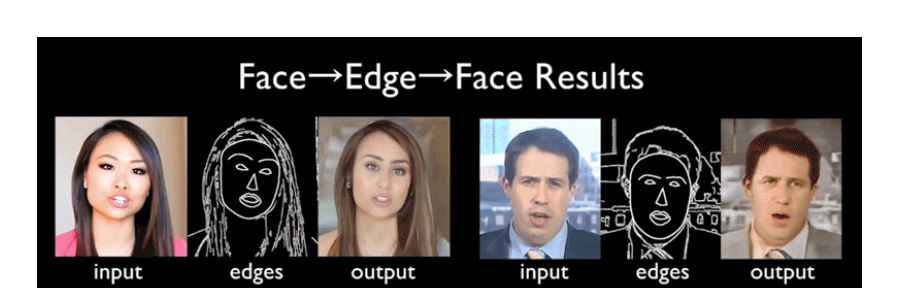 Face→Edge→Face Results
input edges output input edges output